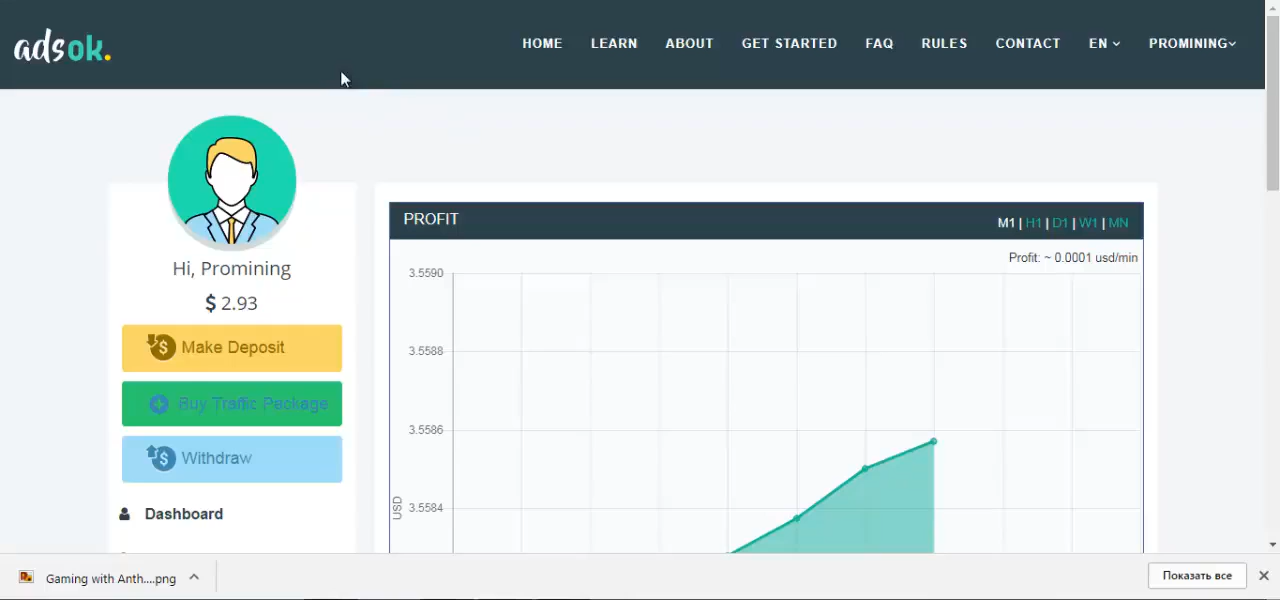 adsok.
HOME LEARN ABOUT GET STARTED FAQ RULES CONTACT EN PROMINING
Hi, Promining
$ 2.93
Make Deposit
Buy Traffic Package
Withdraw
Dashboard
PROFIT
M1 | H1 | D1 | W1 | MN
Profit: ~ 0.0001 usd/min
3.5590
3.5588
3.5586
3.5584
USD
Gaming with Anth....png
Показать все